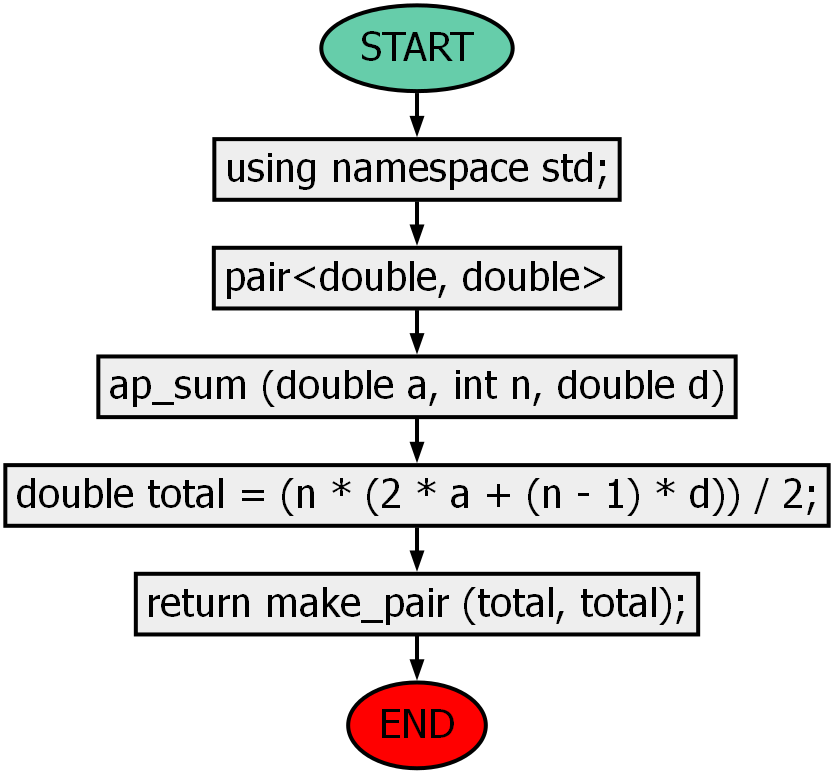 START
using namespace std;
pair<double, double>
ap_sum (double a, int n, double d)
double total = (n * (2 * a + (n - 1) * d)) / 2;
return make_pair (total, total);
END